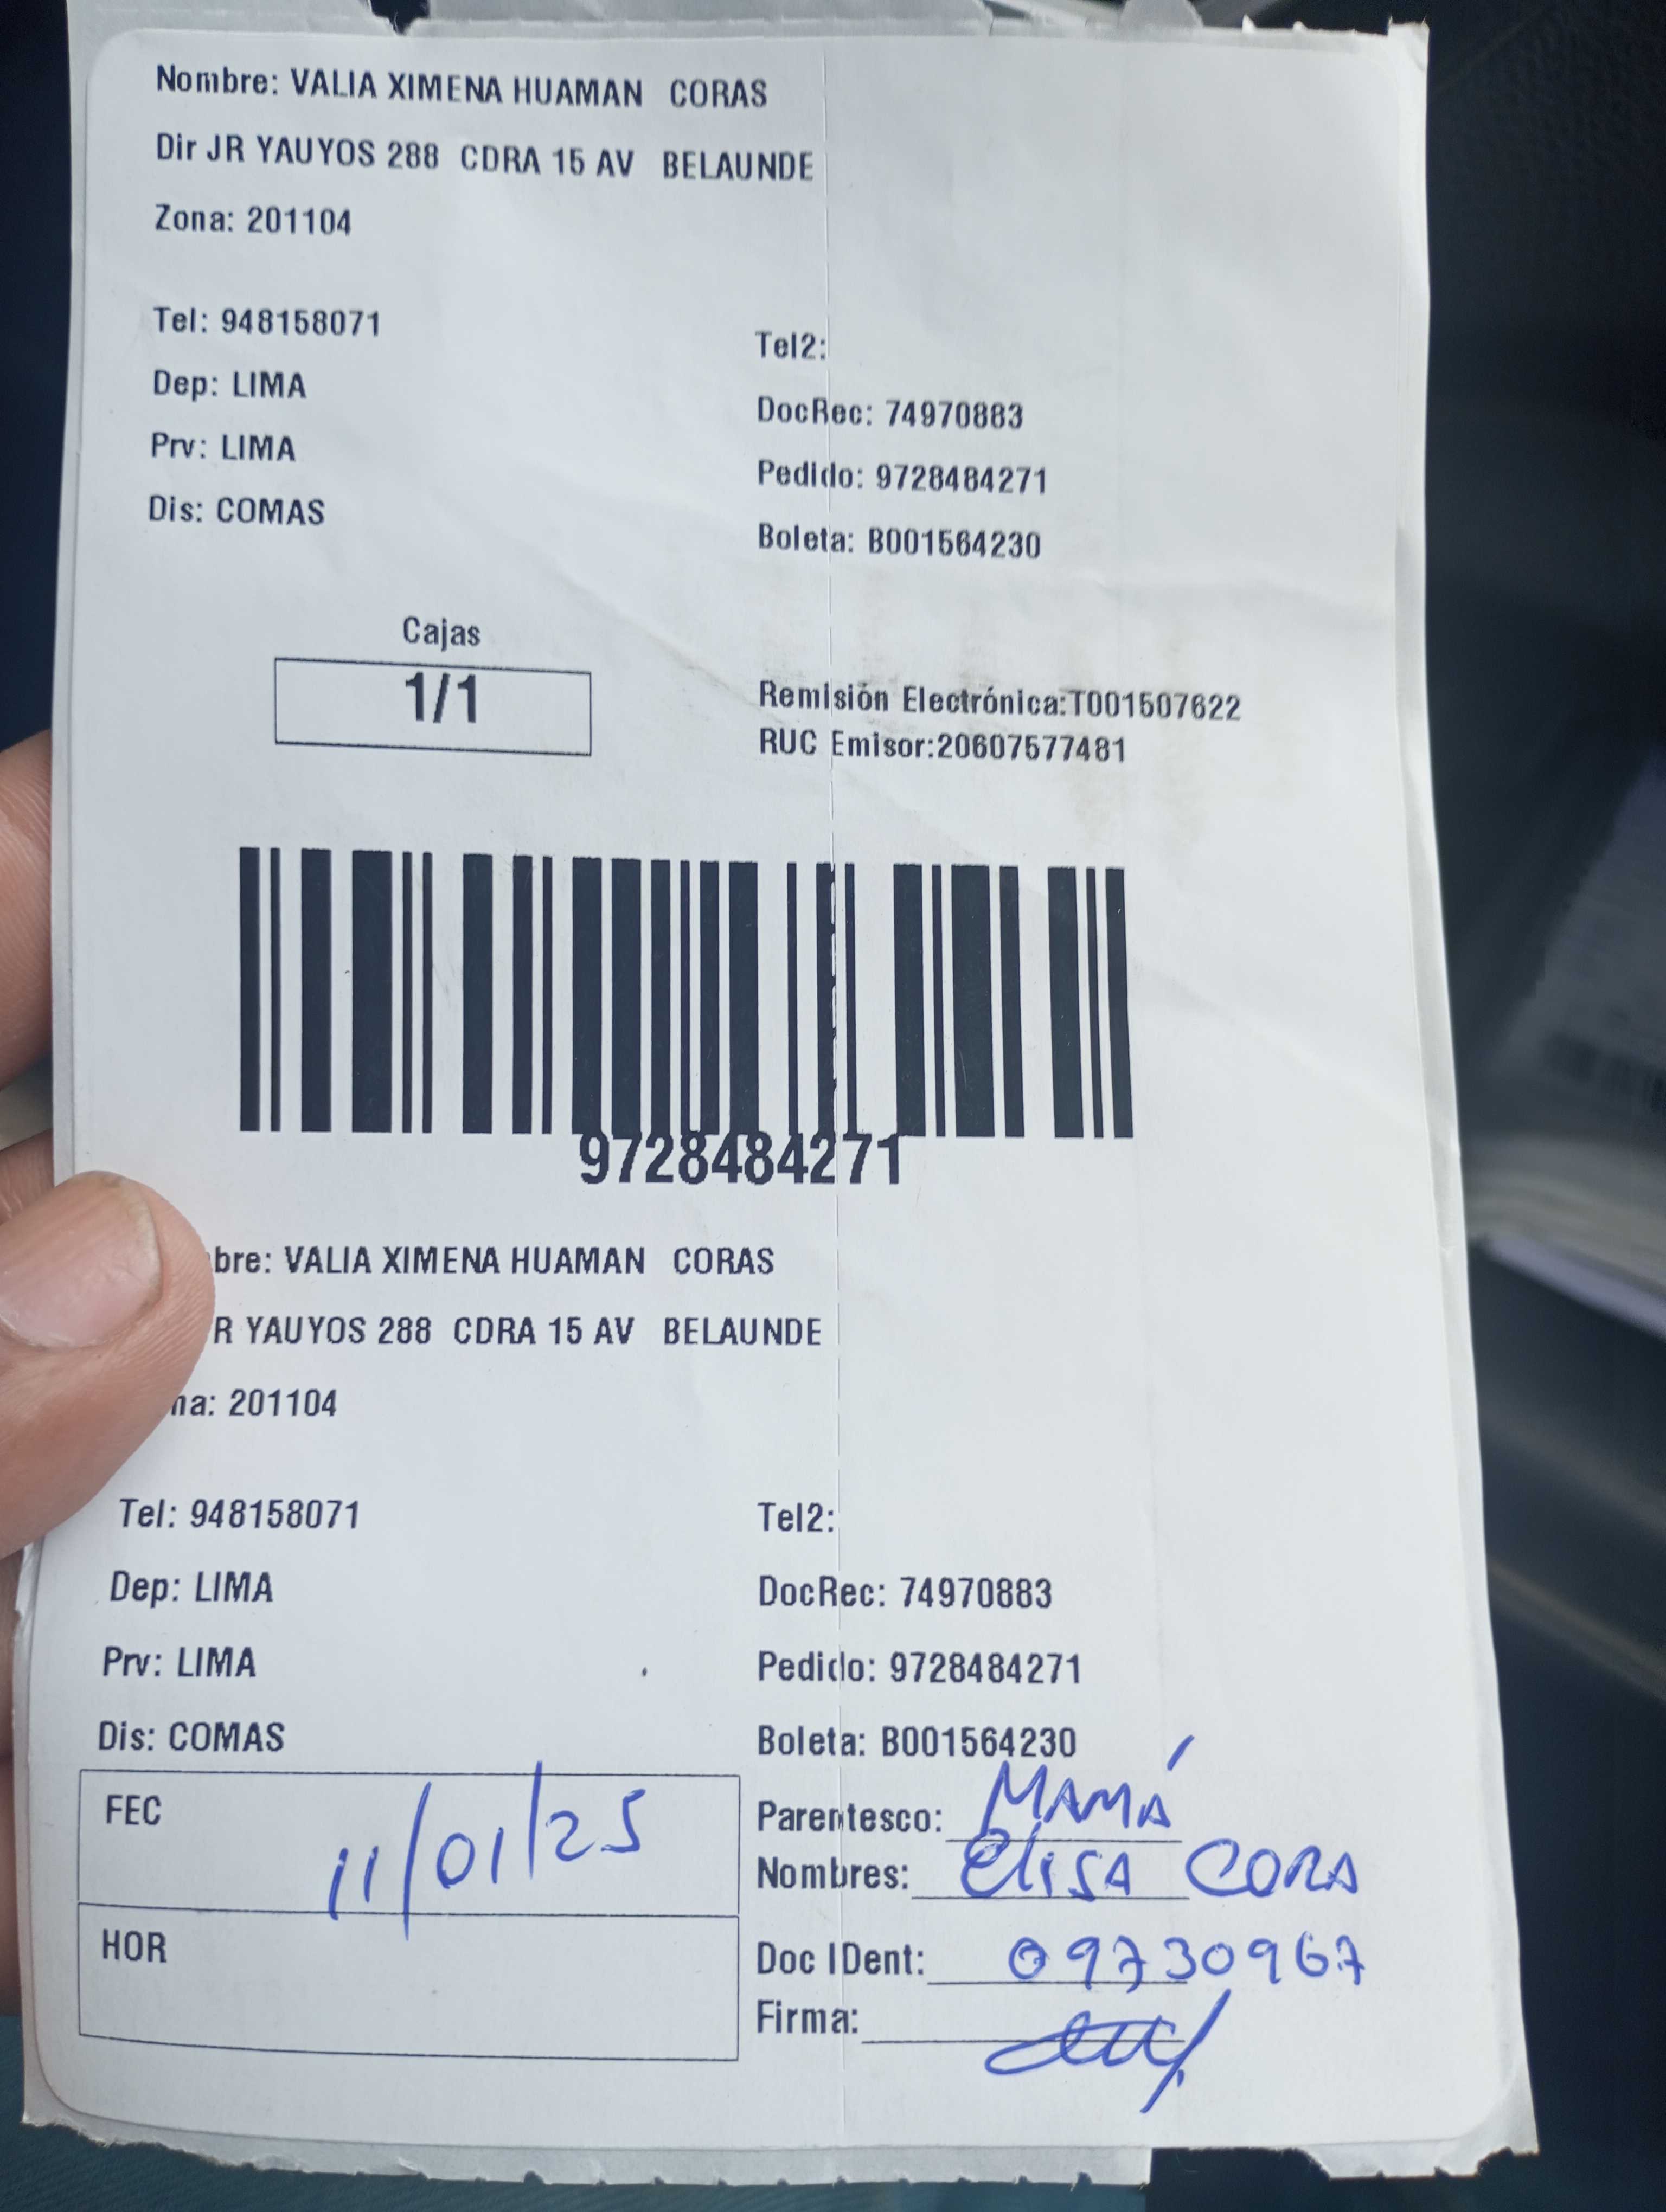 Nombre: VALIA XIMENA HUAMAN CORAS
Dir JR YAUYOS 288 CDRA 15 AV BELAUNDE
Zona: 201104
Tel: 948158071
Tel2:
Dep: LIMA
DocRec: 74970883
Prv: LIMA
Pedido: 9728484271
Dis: COMAS
Boleta: B001564230
Cajas
1/1
Remisión Electrónica:T001507622
RUC Emisor:20607577481
9728484271
bre: VALIA XIMENA HUAMAN CORAS
R YAUYOS 288 CDRA 15 AV BELAUNDE
na: 201104
Tel: 948158071
Tel2:
Dep: LIMA
DocRec: 74970883
Prv: LIMA
Pedido: 9728484271
Dis: COMAS
Boleta: B001564230
FEC 11/01/25
Parentesco: MAMÁ
Nombres: Elisa CORA
HOR
Doc IDent: 09730967
Firma: